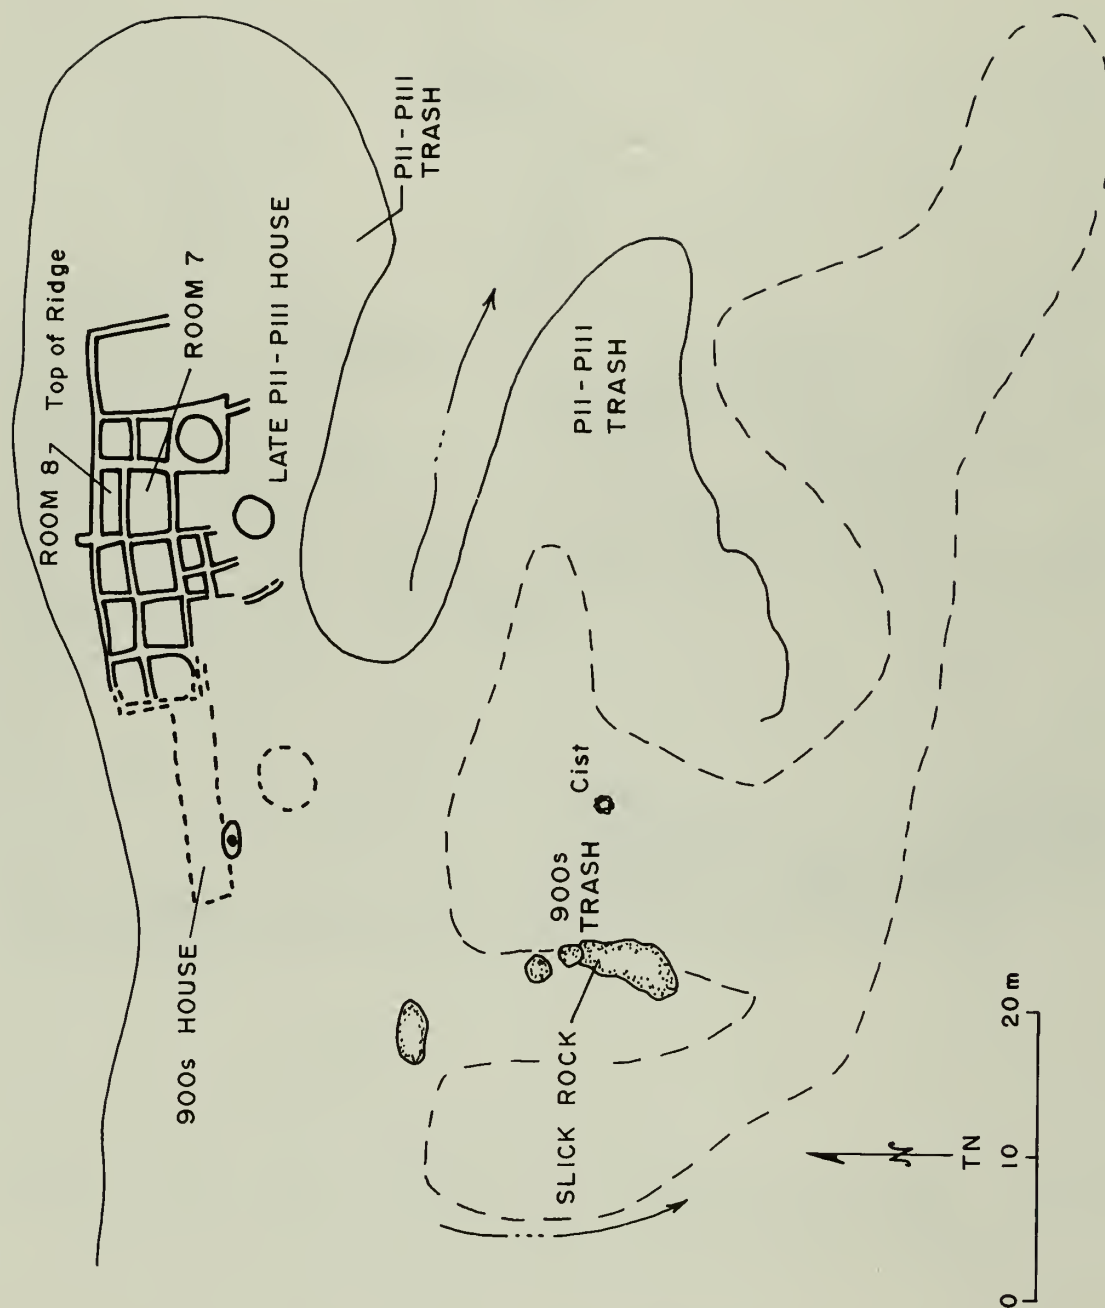 ROOM 8
Top of Ridge
ROOM 7
LATE PII-PIII HOUSE
PII-PIII
TRASH
900s HOUSE
PII-PIII
TRASH
Cist
900s
TRASH
SLICK ROCK
N
TN
0 10 20m